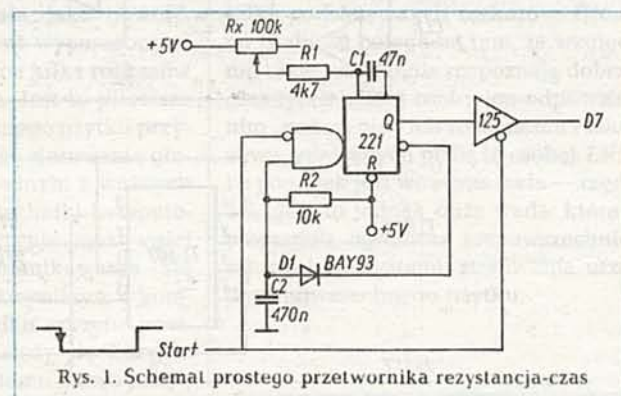 Rx 100k
+5V
R1
4k7
C1
47n
Q
221
R
125
D7
R2
10k
+5V
D1
BAY93
C2
470n
Start
Rys. 1. Schemat prostego przetwornika rezystancja-czas